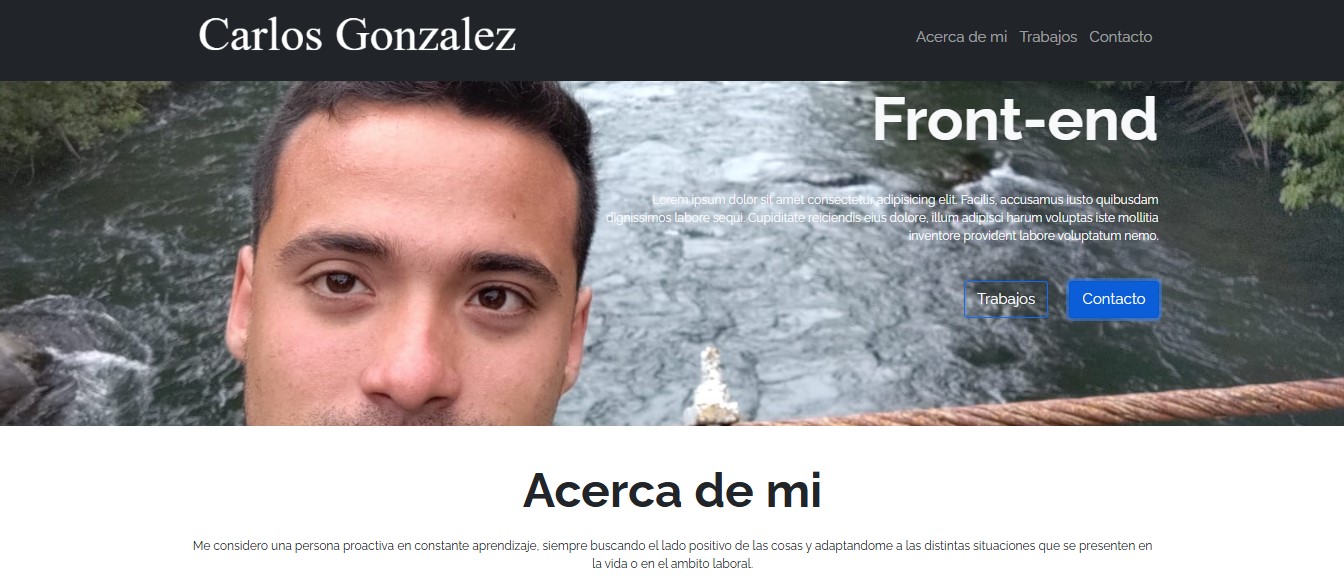 Carlos Gonzalez
Acerca de mi Trabajos Contacto
Front-end
Lorem ipsum dolor sit amet consectetur adipisicing elit. Facilis, accusamus iusto quibusdam
dignissimos labore sequi. Cupiditate reiciendis eius dolore, illum adipisci harum voluptas iste mollitia
inventore provident labore voluptatum nemo.
Trabajos Contacto
Acerca de mi
Me considero una persona proactiva en constante aprendizaje, siempre buscando el lado positivo de las cosas y adaptandome a las distintas situaciones que se presenten en
la vida o en el ambito laboral.